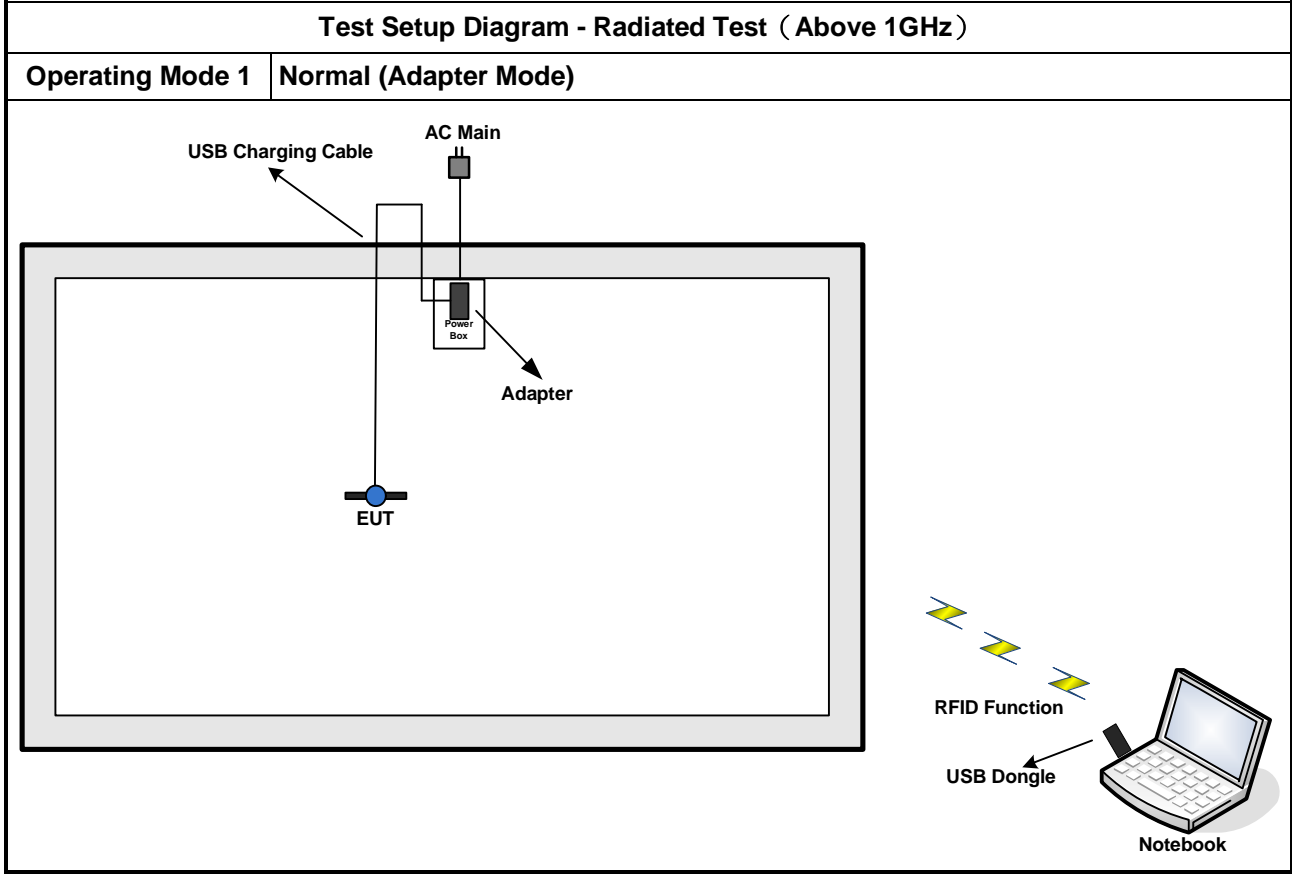 Test Setup Diagram - Radiated Test（Above 1GHz）
Operating Mode 1
Normal (Adapter Mode)
AC Main
USB Charging Cable
Power
Box
Adapter
EUT
RFID Function
USB Dongle
Notebook